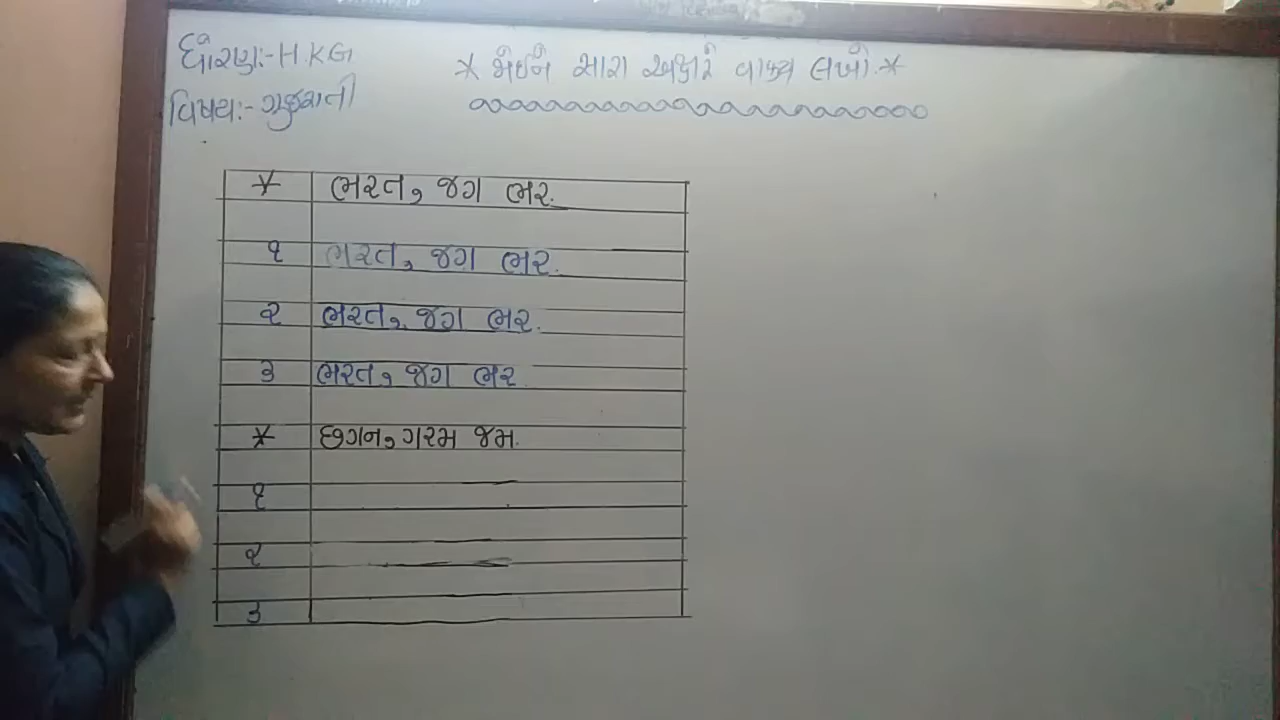 ધોરણ:- H.KG
વિષય:- ગુજરાતી
* જોઈને સારા અક્ષરે વાક્ય લખો. *
* ભરત, જગ ભર.
૧ ભરત, જગ ભર.
૨ ભરત, જગ ભર.
૩ ભરત, જગ ભર
* છગન, ગરમ જમ.
૧
૨
૩